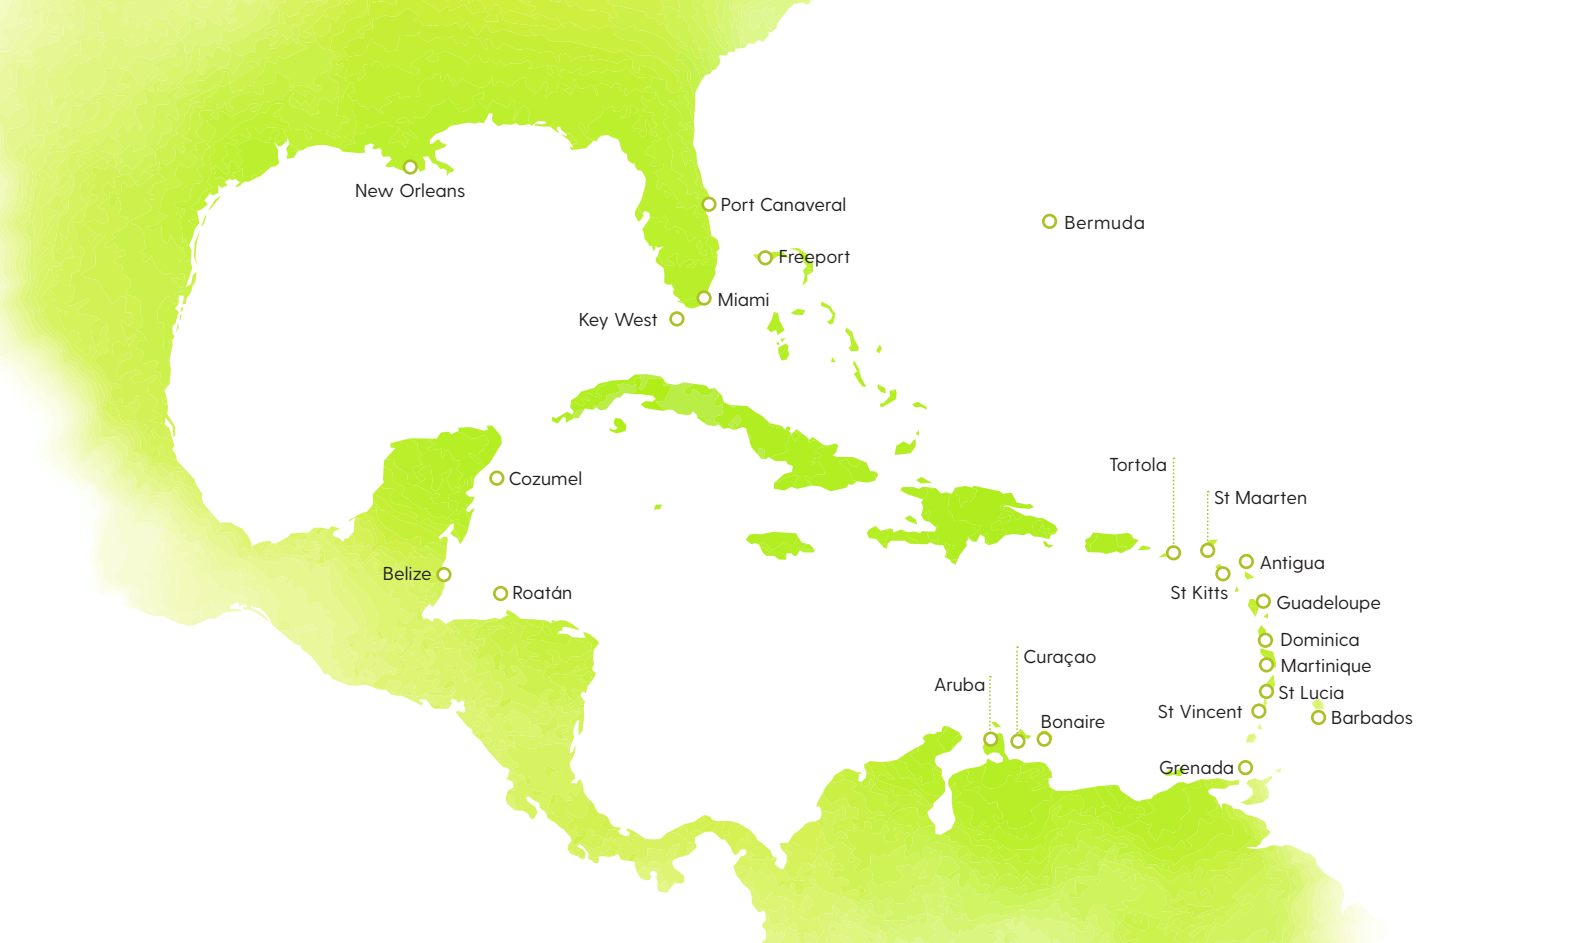 New Orleans
Port Canaveral
Bermuda
Freeport
Miami
Key West
Tortola
Cozumel
St Maarten
Antigua
Belize
Roatán
St Kitts
Guadeloupe
Dominica
Curaçao
Martinique
Aruba
St Lucia
St Vincent
Barbados
Bonaire
Grenada